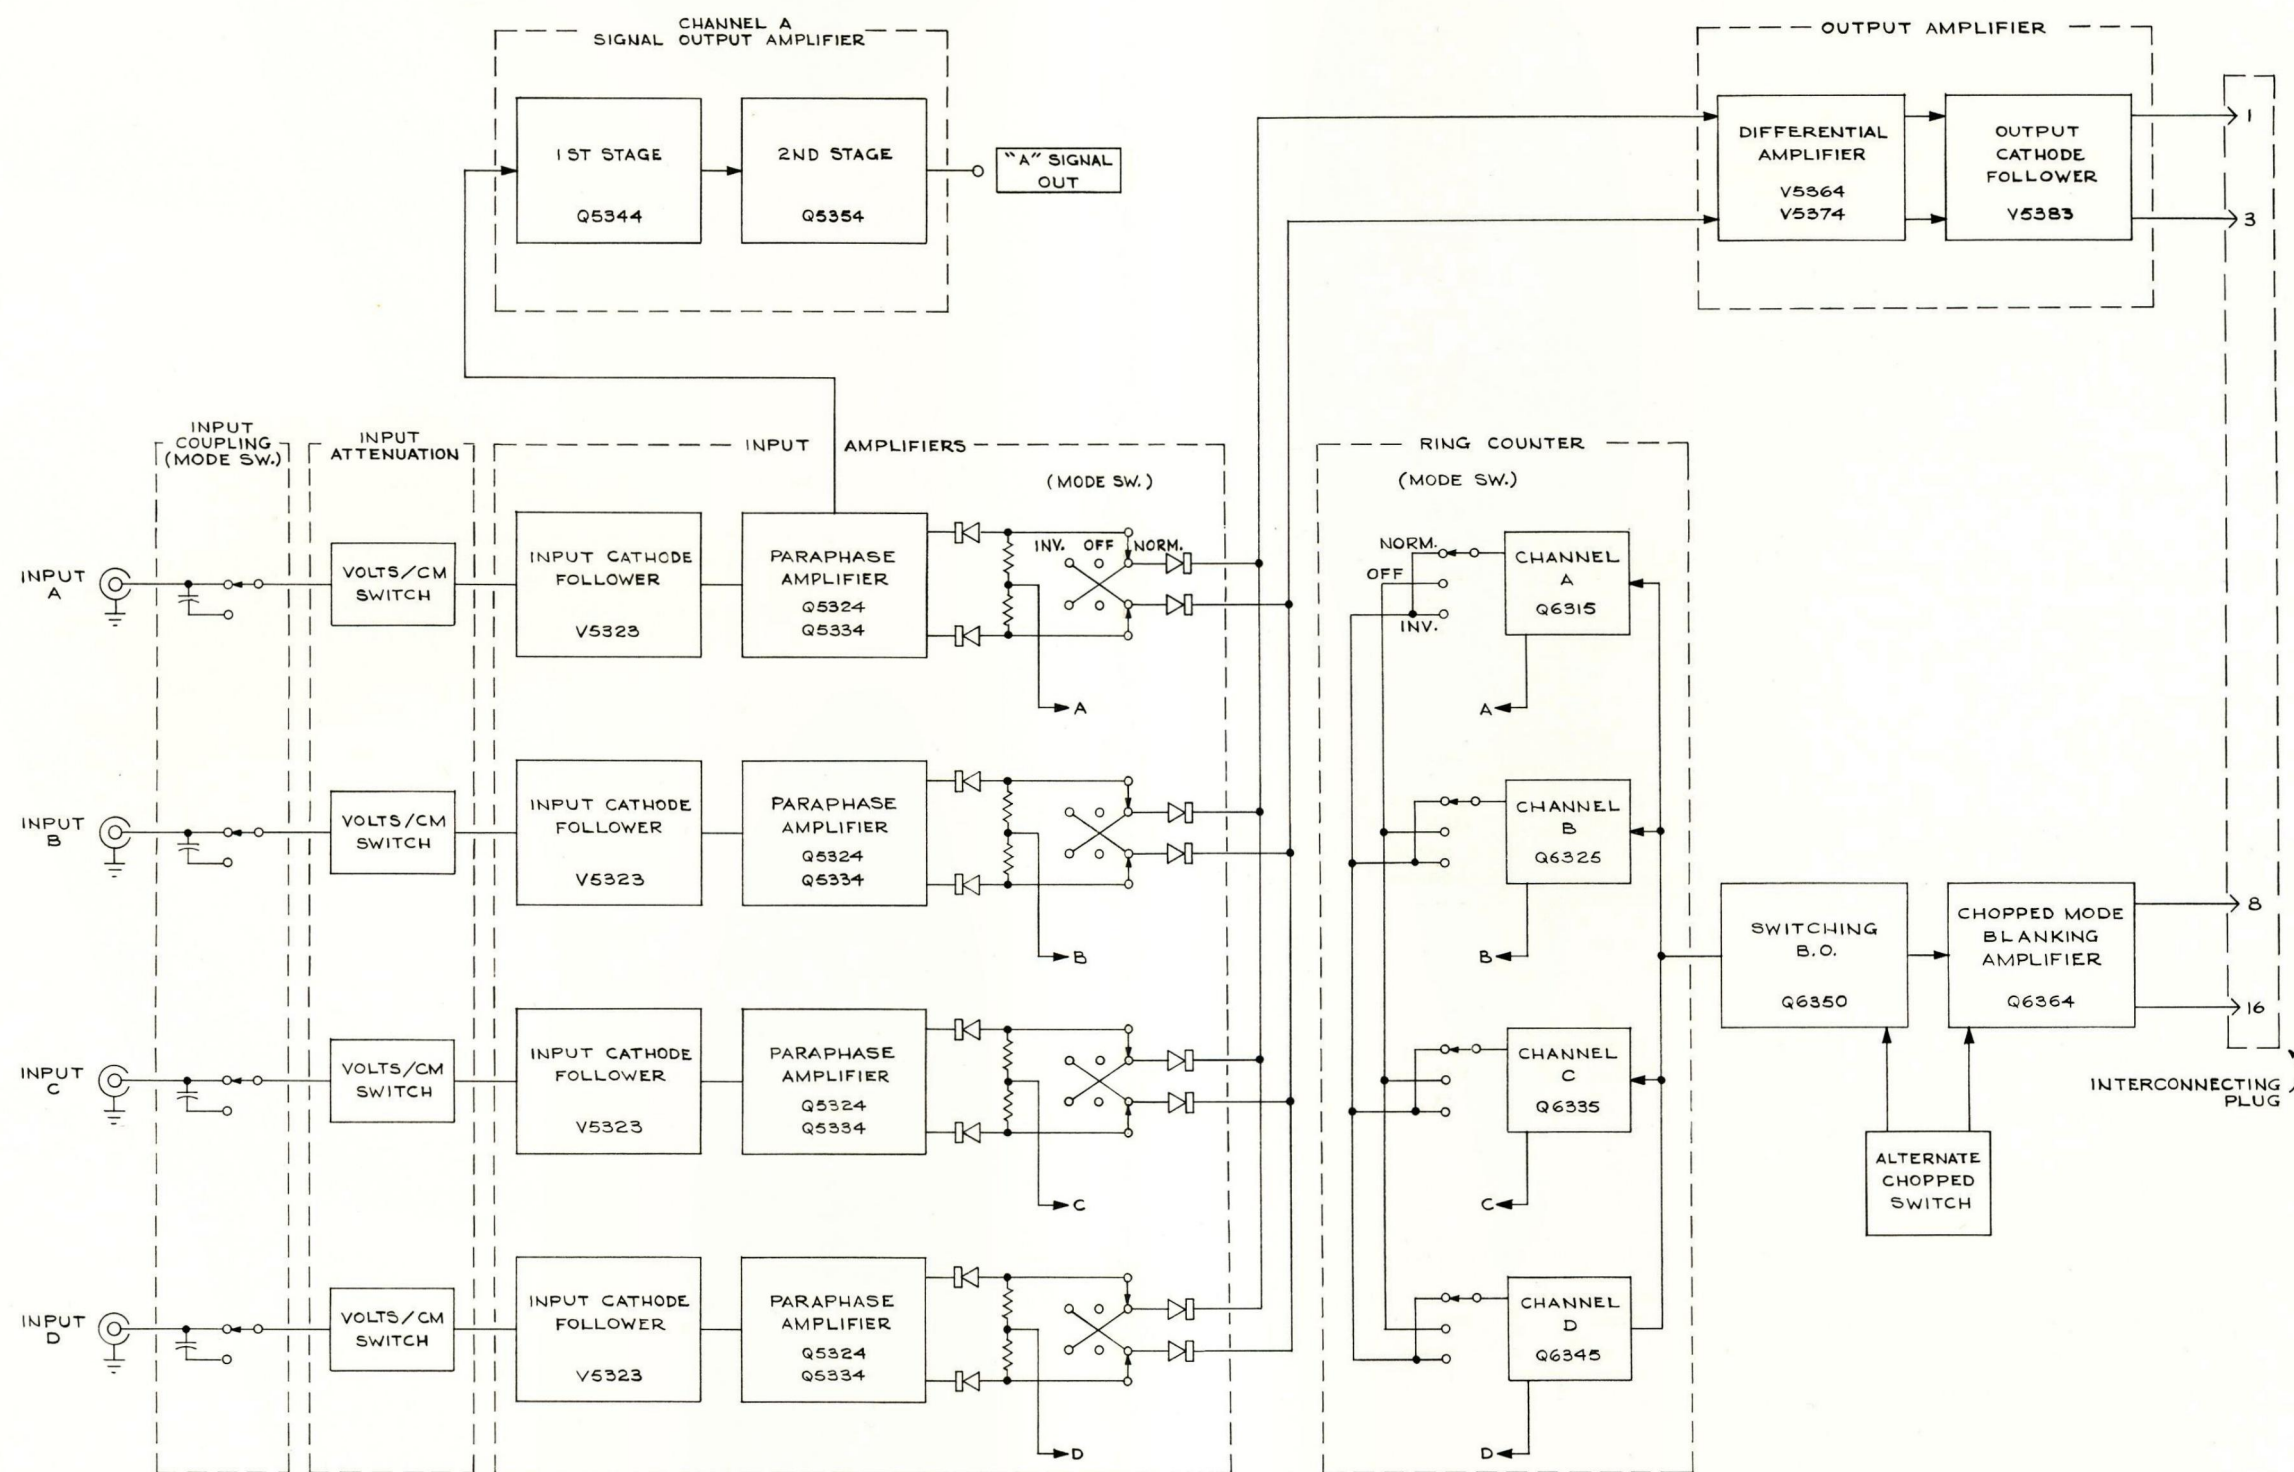 CHANNEL A
SIGNAL OUTPUT AMPLIFIER
1ST STAGE
Q5344
2ND STAGE
Q5354
"A" SIGNAL
OUT
OUTPUT AMPLIFIER
DIFFERENTIAL
AMPLIFIER
V5364
V5374
OUTPUT
CATHODE
FOLLOWER
V5383
1
3
INPUT
COUPLING
(MODE SW.)
INPUT
ATTENUATION
INPUT AMPLIFIERS
(MODE SW.)
RING COUNTER
(MODE SW.)
INPUT
A
VOLTS/CM
SWITCH
INPUT CATHODE
FOLLOWER
V5323
PARAPHASE
AMPLIFIER
Q5324
Q5334
INV. OFF NORM.
A
NORM.
OFF
INV.
CHANNEL
A
Q6315
A
INPUT
B
VOLTS/CM
SWITCH
INPUT CATHODE
FOLLOWER
V5323
PARAPHASE
AMPLIFIER
Q5324
Q5334
B
CHANNEL
B
Q6325
B
SWITCHING
B.O.
Q6350
CHOPPED MODE
BLANKING
AMPLIFIER
Q6364
8
16
INPUT
C
VOLTS/CM
SWITCH
INPUT CATHODE
FOLLOWER
V5323
PARAPHASE
AMPLIFIER
Q5324
Q5334
C
CHANNEL
C
Q6335
C
INTERCONNECTING
PLUG
ALTERNATE
CHOPPED
SWITCH
INPUT
D
VOLTS/CM
SWITCH
INPUT CATHODE
FOLLOWER
V5323
PARAPHASE
AMPLIFIER
Q5324
Q5334
D
CHANNEL
D
Q6345
D